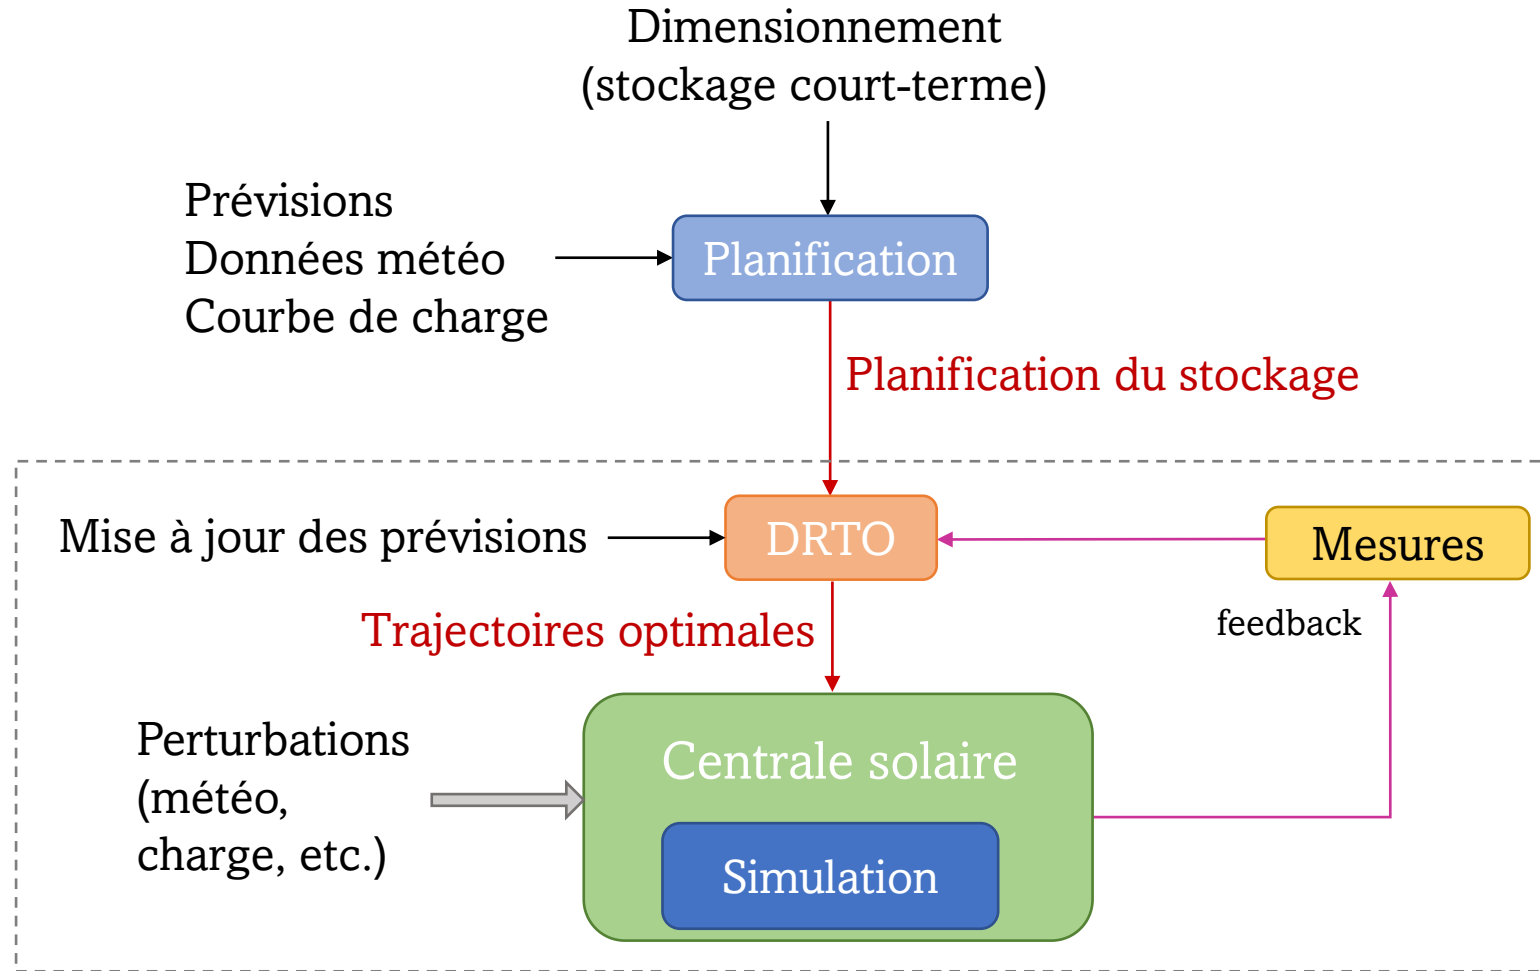 Dimensionnement
(stockage court-terme)
Prévisions
Données météo
Courbe de charge
Planification
Planification du stockage
Mise à jour des prévisions
DRTO
Mesures
Trajectoires optimales
feedback
Perturbations
(météo,
charge, etc.)
Centrale solaire
Simulation